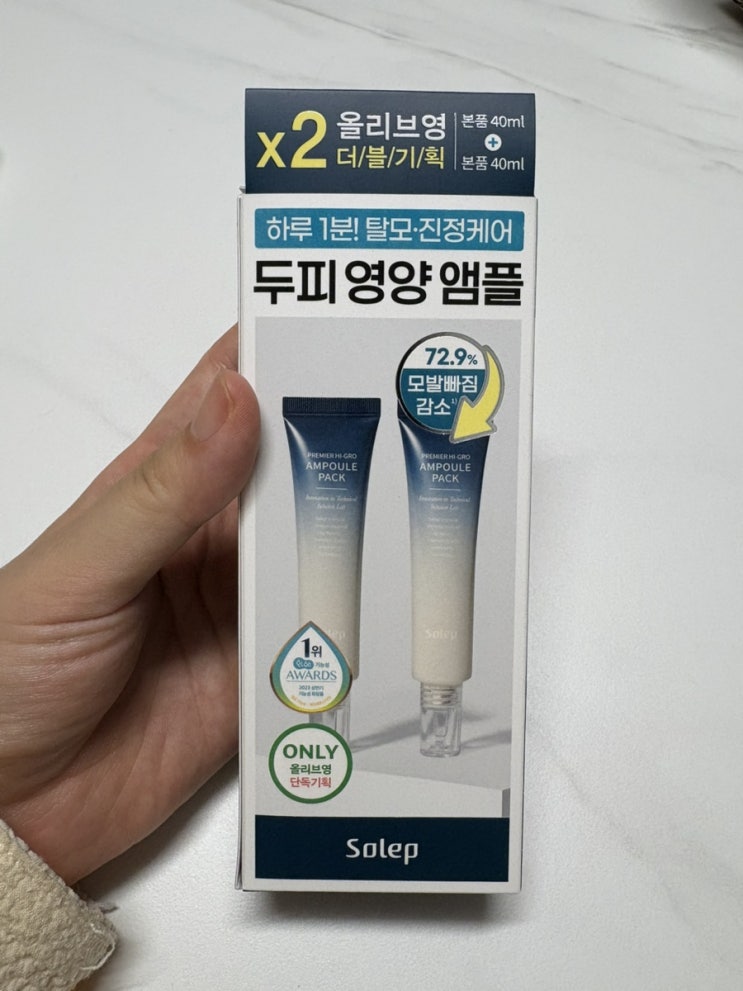 x2 올리브영
더/블/기/획
본품 40ml
+
본품 40ml
하루 1분! 탈모·진정케어
두피 영양 앰플
72.9%
모발빠짐
감소1)
PREMIER HI-GRO
AMPOULE
PACK
Solep
PREMIER HI-GRO
AMPOULE
PACK
Solep
1위
AWARDS
ONLY
올리브영
단독기획
Solep